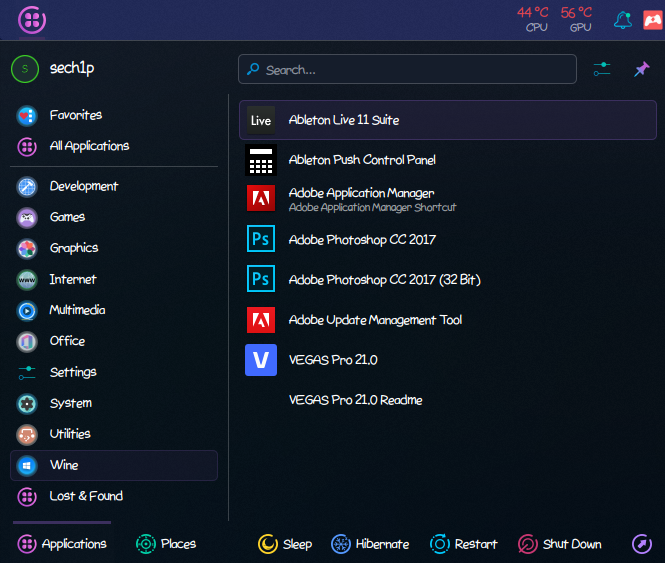 44 °C 56 °C
CPU GPU
S sech1p
Search...
Favorites
All Applications
Development
Games
Graphics
www Internet
Multimedia
Office
Settings
System
Utilities
Wine
Lost & Found
Live Ableton Live 11 Suite
Ableton Push Control Panel
Adobe Application Manager
Adobe Application Manager Shortcut
Ps Adobe Photoshop CC 2017
Ps Adobe Photoshop CC 2017 (32 Bit)
Adobe Update Management Tool
V VEGAS Pro 21.0
VEGAS Pro 21.0 Readme
Applications Places Sleep Hibernate Restart Shut Down